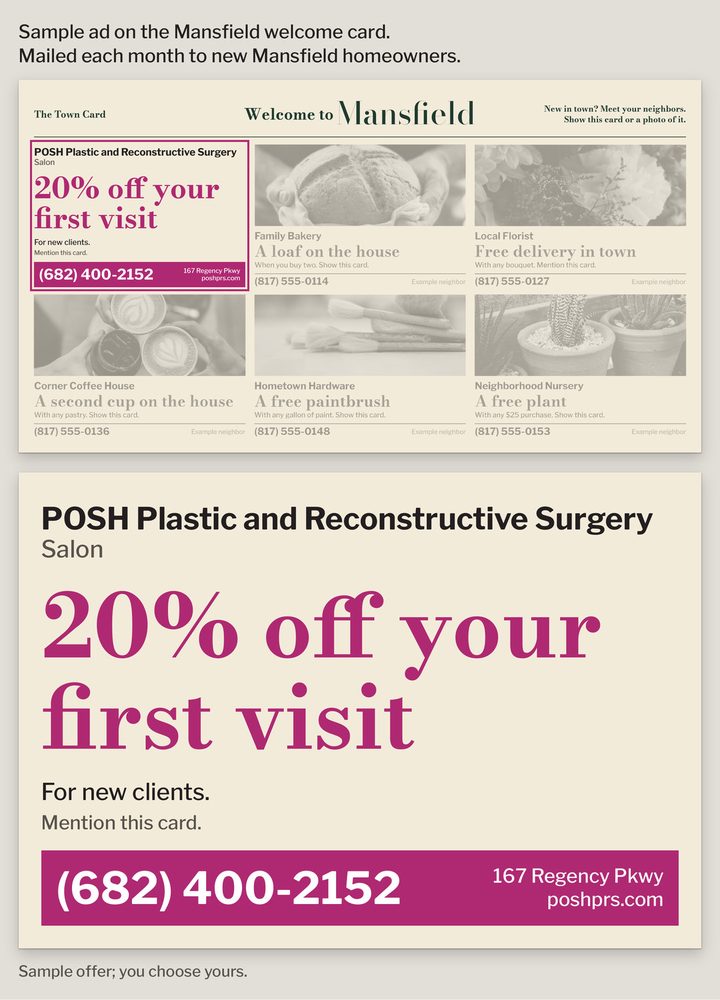 Sample ad on the Mansfield welcome card.
Mailed each month to new Mansfield homeowners.
The Town Card
Welcome to Mansfield
New in town? Meet your neighbors.
Show this card or a photo of it.
POSH Plastic and Reconstructive Surgery
Salon
20% off your
first visit
For new clients.
Mention this card.
(682) 400-2152
167 Regency Pkwy
poshprs.com
Family Bakery
A loaf on the house
When you buy two. Show this card.
(817) 555-0114
Example neighbor
Local Florist
Free delivery in town
With any bouquet. Mention this card.
(817) 555-0127
Example neighbor
Corner Coffee House
A second cup on the house
With any pastry. Show this card.
(817) 555-0136
Example neighbor
Hometown Hardware
A free paintbrush
With any gallon of paint. Show this card.
(817) 555-0148
Example neighbor
Neighborhood Nursery
A free plant
With any $25 purchase. Show this card.
(817) 555-0153
Example neighbor
POSH Plastic and Reconstructive Surgery
Salon
20% off your
first visit
For new clients.
Mention this card.
(682) 400-2152
167 Regency Pkwy
poshprs.com
Sample offer; you choose yours.